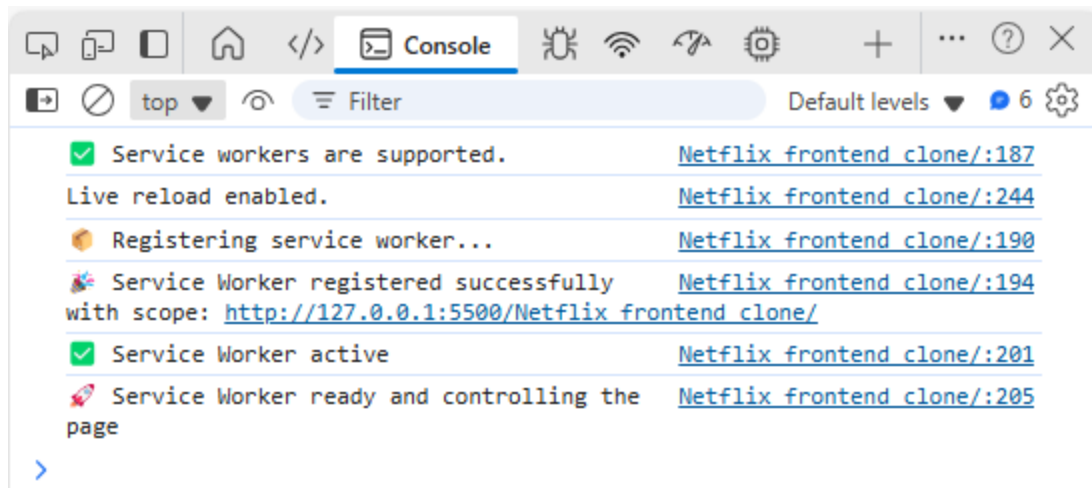 Console
top
Filter
Default levels
6
✅ Service workers are supported. Netflix frontend clone/:187
Live reload enabled. Netflix frontend clone/:244
📦 Registering service worker... Netflix frontend clone/:190
🎉 Service Worker registered successfully Netflix frontend clone/:194
with scope: http://127.0.0.1:5500/Netflix frontend clone/
✅ Service Worker active Netflix frontend clone/:201
🚀 Service Worker ready and controlling the Netflix frontend clone/:205
page